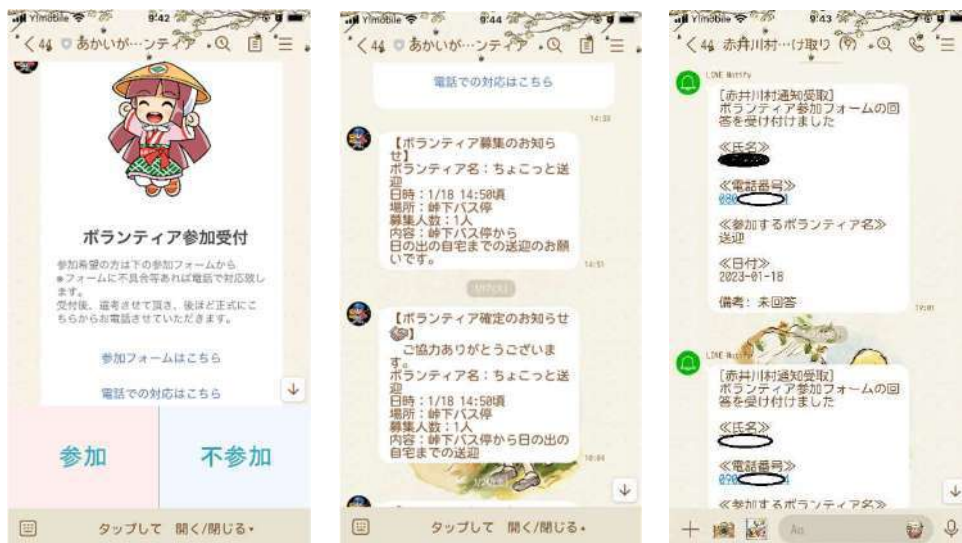 Y!mobile
9:42
44
あかいが…ンティア
ボランティア参加受付
参加希望の方は下の参加フォームから
※フォームに不具合等あれば電話で対応致し
ます。
受付後、選考させて頂き、後ほど正式にこ
ちらからお電話させていただきます。
参加フォームはこちら
電話での対応はこちら
参加
不参加
タップして 開く/閉じる
Y!mobile
9:44
44
あかいが…ンティア
電話での対応はこちら
【ボランティア募集のお知ら
せ】
ボランティア名:ちょこっと送
迎
日時:1/18 14:50頃
場所:峠下バス停
募集人数:1人
内容:峠下バス停から
日の出の自宅までの送迎のお願
いです。
14:51
【ボランティア確定のお知らせ
】
ご協力ありがとうございま
す。
ボランティア名:ちょこっと送
迎
日時:1/18 14:50頃
場所:峠下バス停
募集人数:1人
内容:峠下バス停から日の出の
自宅までの送迎
タップして 開く/閉じる
Y!mobile
9:43
44
赤井川村…け取り (9)
LINE Notify
[赤井川村通知受取]
ボランティア参加フォームの回
答を受け付けました
≪氏名≫
≪電話番号≫
080
≪参加するボランティア名≫
送迎
≪日付≫
2023-01-18
備考: 未回答
19:01
LINE Notify
[赤井川村通知受取]
ボランティア参加フォームの回
答を受け付けました
≪氏名≫
≪電話番号≫
090
≪参加するボランティア名≫
Aa